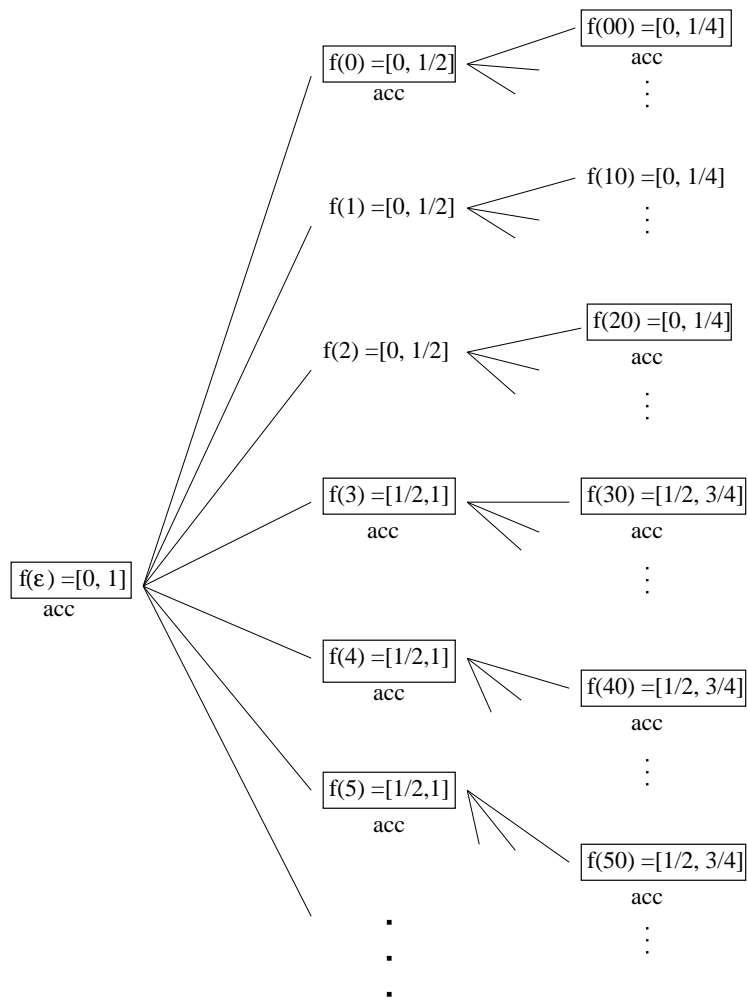 f(0) =[0, 1/2]
acc
f(00) =[0, 1/4]
acc
f(1) =[0, 1/2]
f(10) =[0, 1/4]
f(2) =[0, 1/2]
f(20) =[0, 1/4]
acc
f(3) =[1/2,1]
acc
f(30) =[1/2, 3/4]
acc
f(ε) =[0, 1]
acc
f(4) =[1/2,1]
acc
f(40) =[1/2, 3/4]
acc
f(5) =[1/2,1]
acc
f(50) =[1/2, 3/4]
acc